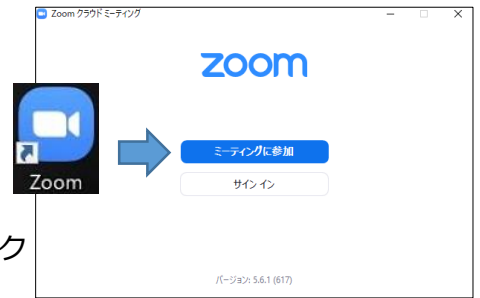 Zoom クラウド ミーティング
zoom
ミーティングに参加
サイン イン
Zoom
ック
バージョン: 5.6.1 (617)